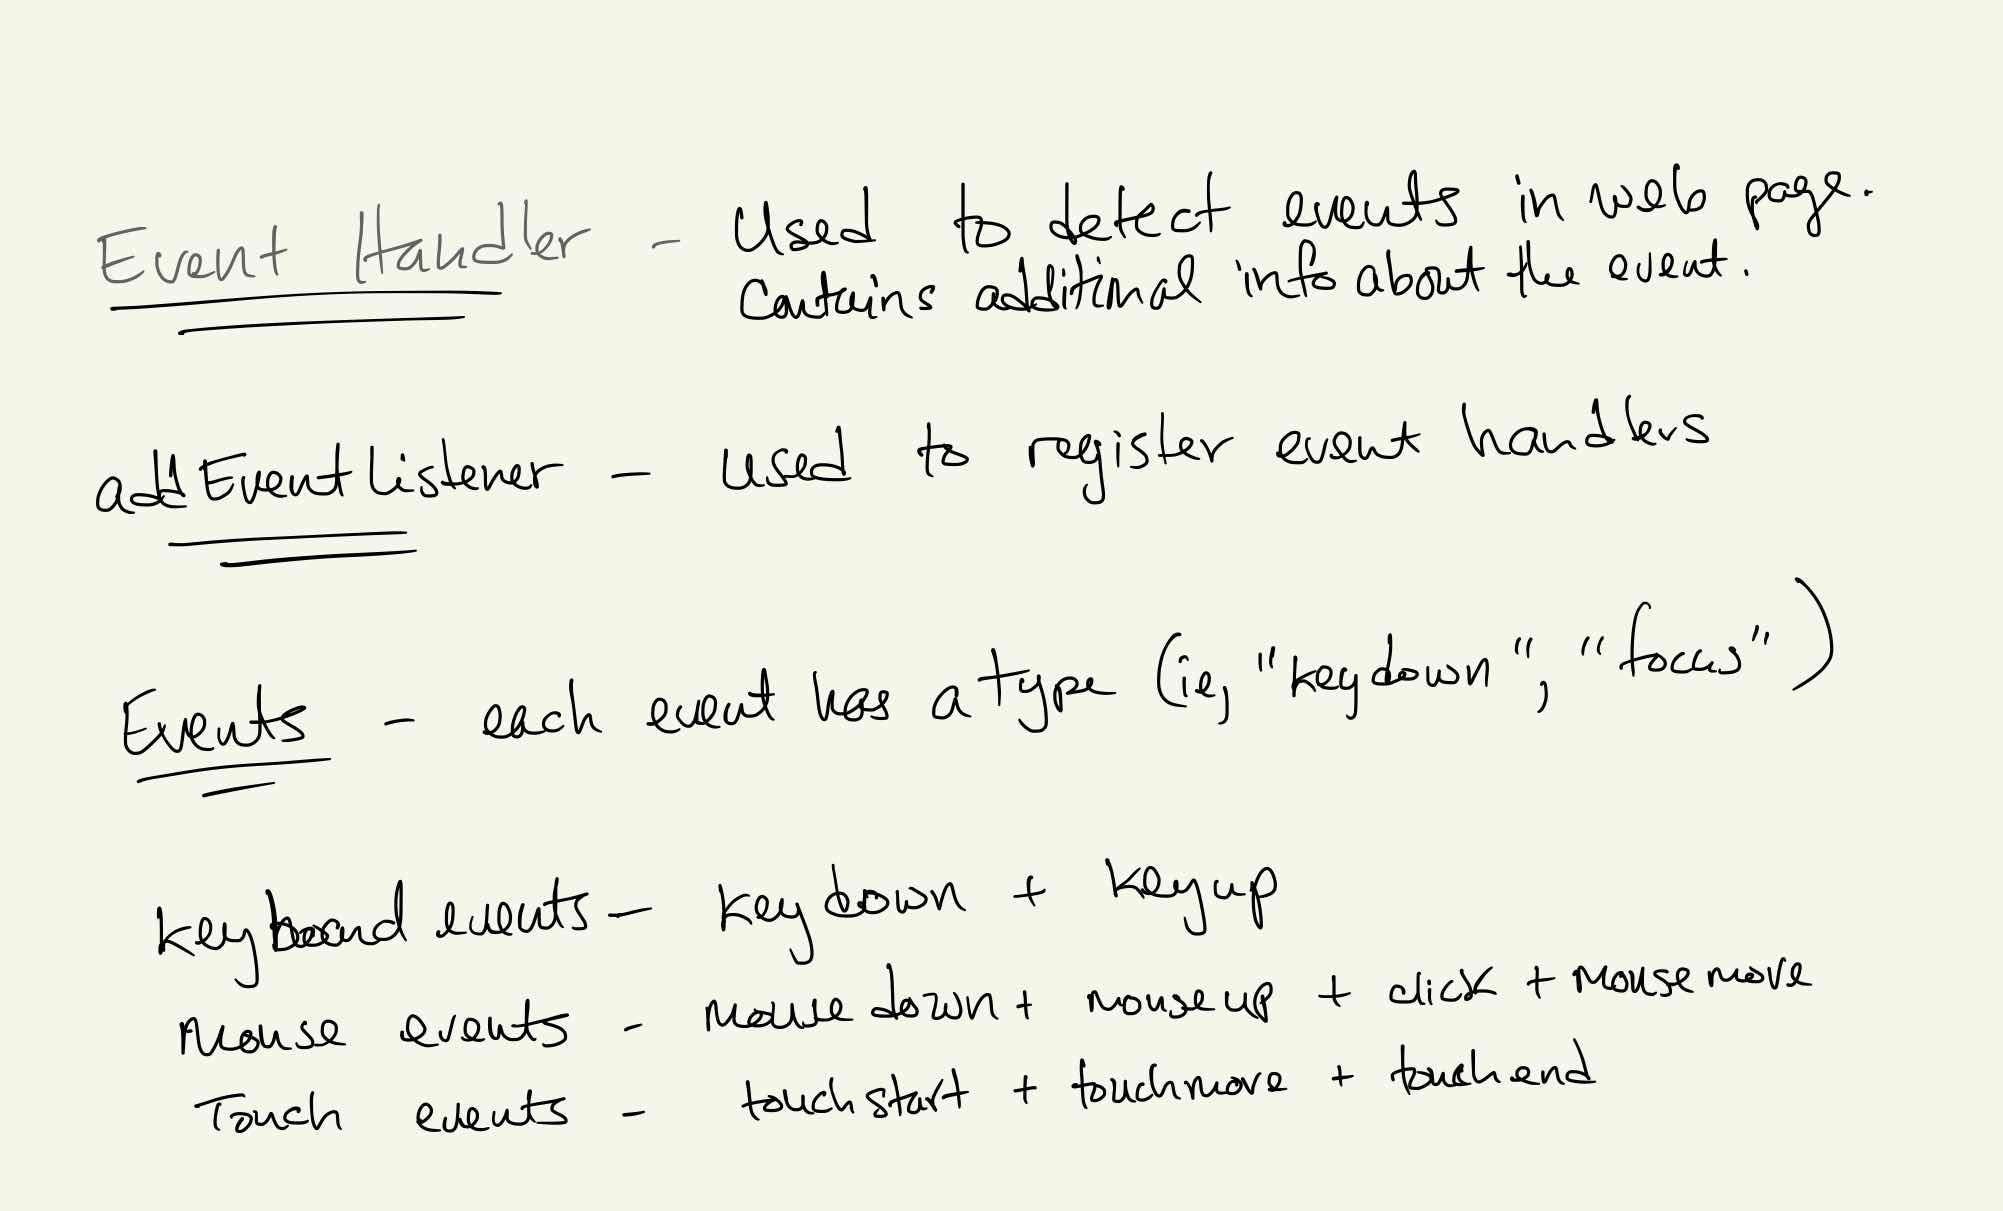 Event Handler - Used to detect events in web page.
Contains additional info about the event.
addEventListener - used to register event handlers
Events - each event has a type (ie, "keydown", "focus")
keyboard events - keydown + keyup
Mouse events - mousedown + mouseup + click + mousemove
Touch events - touchstart + touchmove + touchend